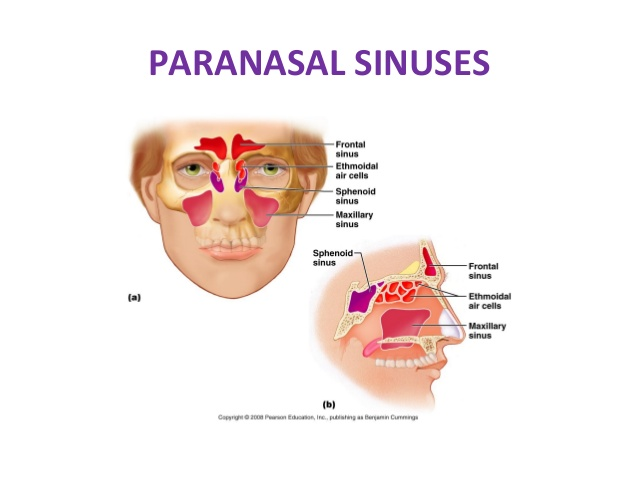 PARANASAL SINUSES
Frontal
sinus
Ethmoidal
air cells
Sphenoid
sinus
Maxillary
sinus
(a)
Sphenoid
sinus
Frontal
sinus
Ethmoidal
air cells
Maxillary
sinus
(b)
Copyright © 2008 Pearson Education, Inc., publishing as Benjamin Cummings